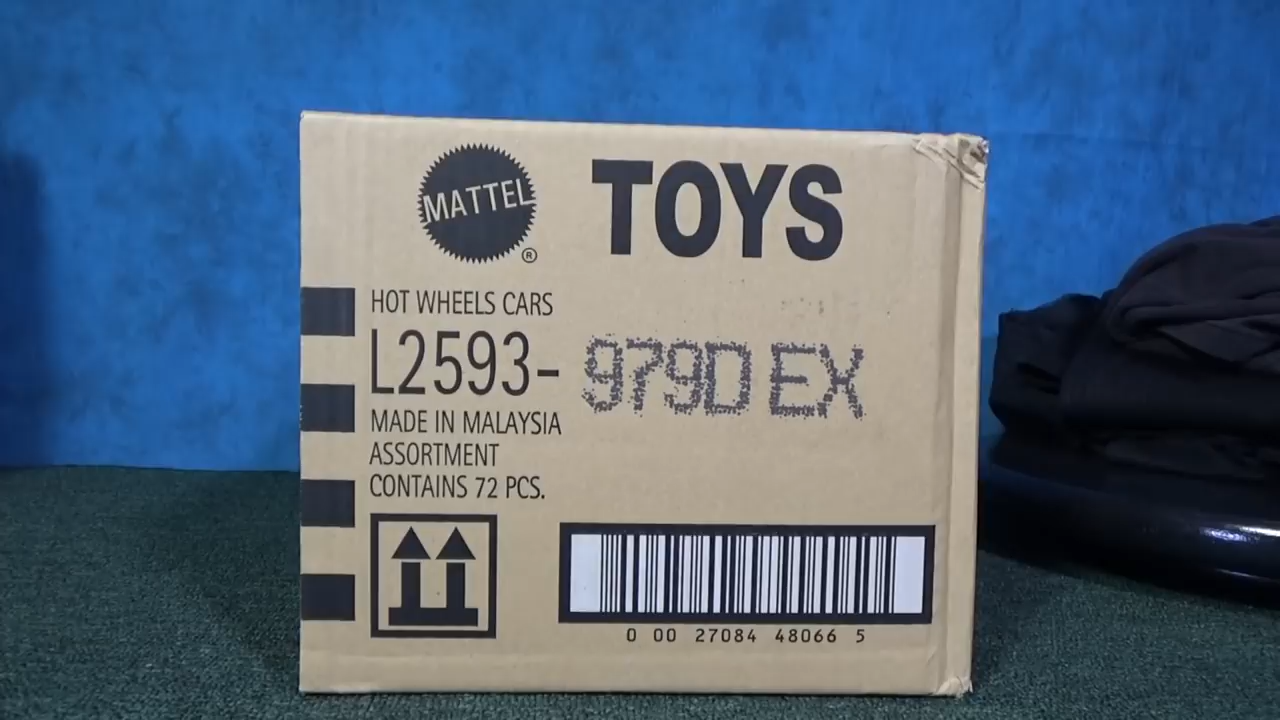 MATTEL ®
TOYS
HOT WHEELS CARS
L2593- 979D EX
MADE IN MALAYSIA
ASSORTMENT
CONTAINS 72 PCS.
0 00 27084 48066 5